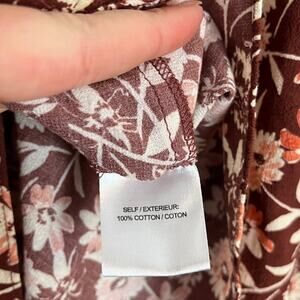 SELF / EXTERIEUR:
100% COTTON / COTON